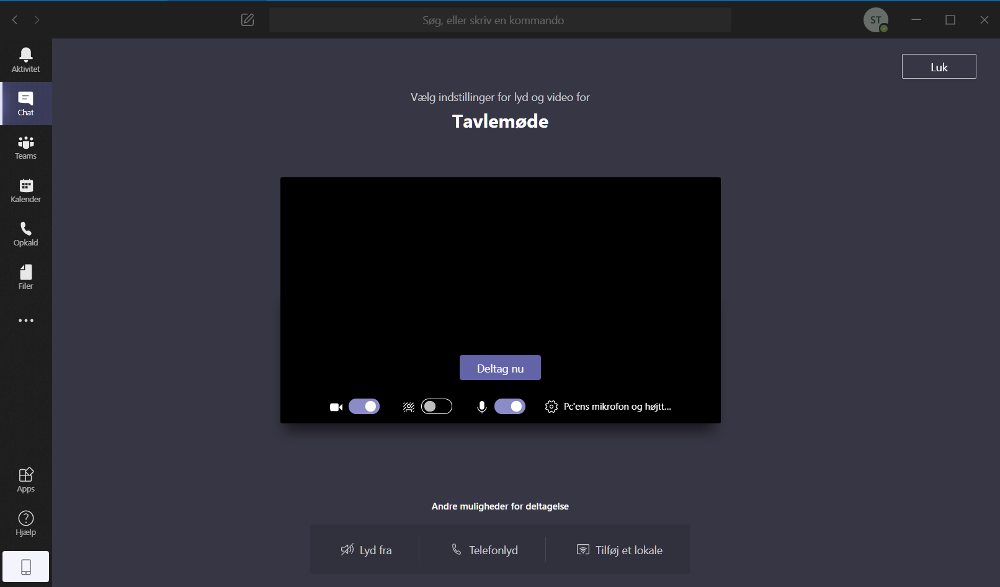 Søg, eller skriv en kommando
ST
Aktivitet
Chat
Teams
Kalender
Opkald
Filer
Apps
Hjælp
Luk
Vælg indstillinger for lyd og video for
Tavlemøde
Deltag nu
Pc'ens mikrofon og højtt...
Andre muligheder for deltagelse
Lyd fra
Telefonlyd
Tilføj et lokale